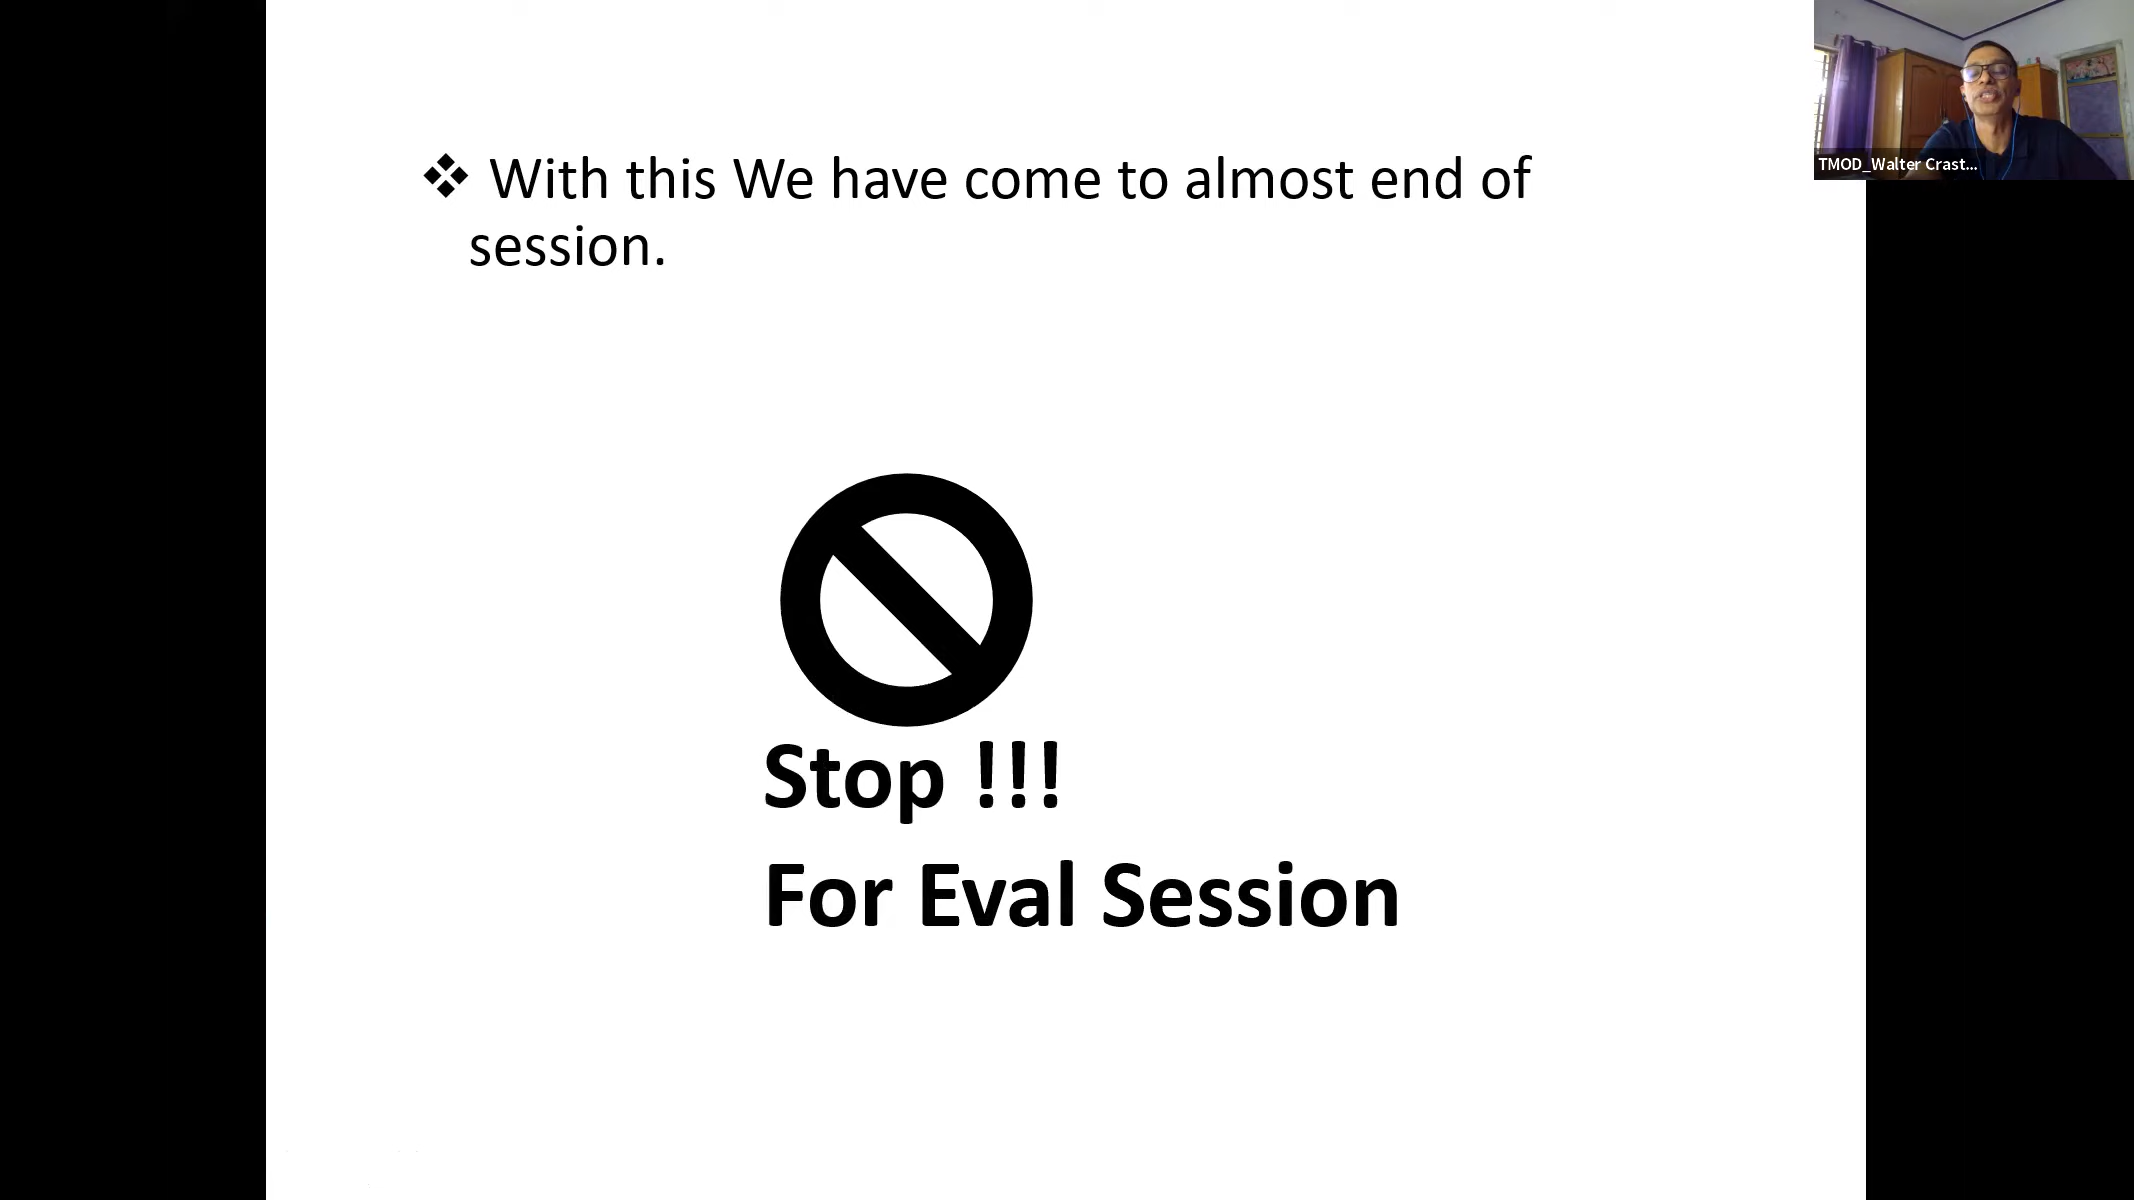 ❖ With this We have come to almost end of
session.
Stop !!!
For Eval Session
TMOD_Walter Crast...